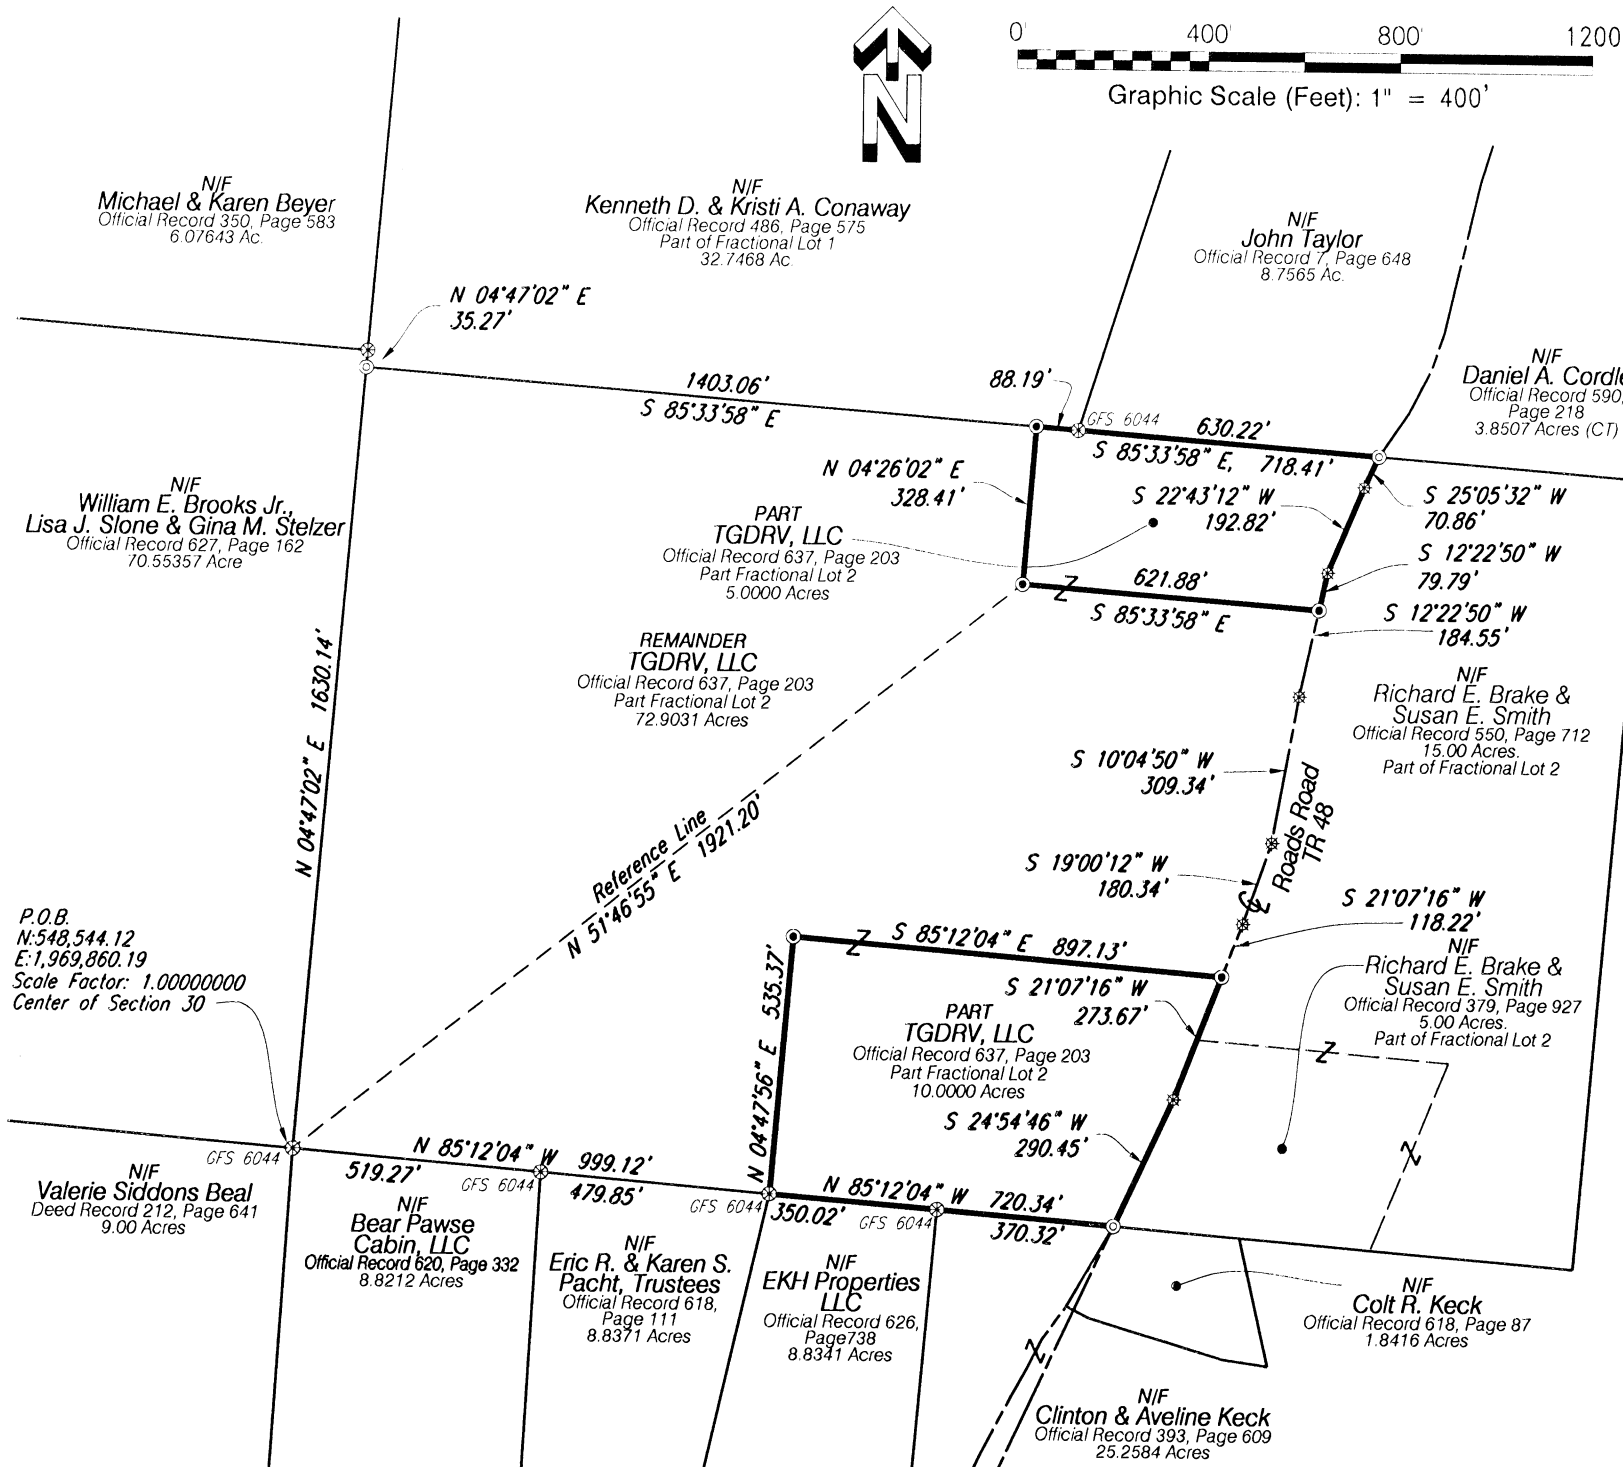 0' 400' 800' 1200
Graphic Scale (Feet): 1" = 400'
N
N/F
Michael & Karen Beyer
Official Record 350, Page 583
6.07643 Ac.
N/F
Kenneth D. & Kristi A. Conaway
Official Record 486, Page 575
Part of Fractional Lot 1
32.7468 Ac.
N/F
John Taylor
Official Record 7, Page 648
8.7565 Ac.
N/F
Daniel A. Cordle
Official Record 590,
Page 218
3.8507 Acres (CT)
N 04°47'02" E
35.27'
1403.06'
S 85°33'58" E
88.19'
GFS 6044
630.22'
S 85°33'58" E, 718.41'
N 04°26'02" E
328.41'
S 22°43'12" W
192.82'
S 25°05'32" W
70.86'
S 12°22'50" W
79.79'
S 12°22'50" W
184.55'
621.88'
Z
S 85°33'58" E
N/F
William E. Brooks Jr.,
Lisa J. Slone & Gina M. Stelzer
Official Record 627, Page 162
70.55357 Acre
PART
TGDRV, LLC
Official Record 637, Page 203
Part Fractional Lot 2
5.0000 Acres
REMAINDER
TGDRV, LLC
Official Record 637, Page 203
Part Fractional Lot 2
72.9031 Acres
N/F
Richard E. Brake &
Susan E. Smith
Official Record 550, Page 712
15.00 Acres.
Part of Fractional Lot 2
N 04°47'02" E 1630.14'
S 10°04'50" W
309.34'
Roads Road
TR 48
Reference Line
N 51°46'55" E 1921.20'
S 19°00'12" W
180.34'
S 21°07'16" W
118.22'
P.O.B.
N:548,544.12
E:1,969,860.19
Scale Factor: 1.00000000
Center of Section 30
Z
S 85°12'04" E 897.13'
N 04°47'56" E 535.37'
S 21°07'16" W
273.67'
N/F
Richard E. Brake &
Susan E. Smith
Official Record 379, Page 927
5.00 Acres.
Part of Fractional Lot 2
PART
TGDRV, LLC
Official Record 637, Page 203
Part Fractional Lot 2
10.0000 Acres
Z
Z
S 24°54'46" W
290.45'
GFS 6044
N 85°12'04" W 999.12'
519.27'
GFS 6044
479.85'
GFS 6044
N 85°12'04" W 720.34'
350.02'
GFS 6044
370.32'
N/F
Valerie Siddons Beal
Deed Record 212, Page 641
9.00 Acres
N/F
Bear Pawse
Cabin, LLC
Official Record 620, Page 332
8.8212 Acres
N/F
Eric R. & Karen S.
Pacht, Trustees
Official Record 618,
Page 111
8.8371 Acres
N/F
EKH Properties
LLC
Official Record 626,
Page738
8.8341 Acres
Z
N/F
Colt R. Keck
Official Record 618, Page 87
1.8416 Acres
N/F
Clinton & Aveline Keck
Official Record 393, Page 609
25.2584 Acres